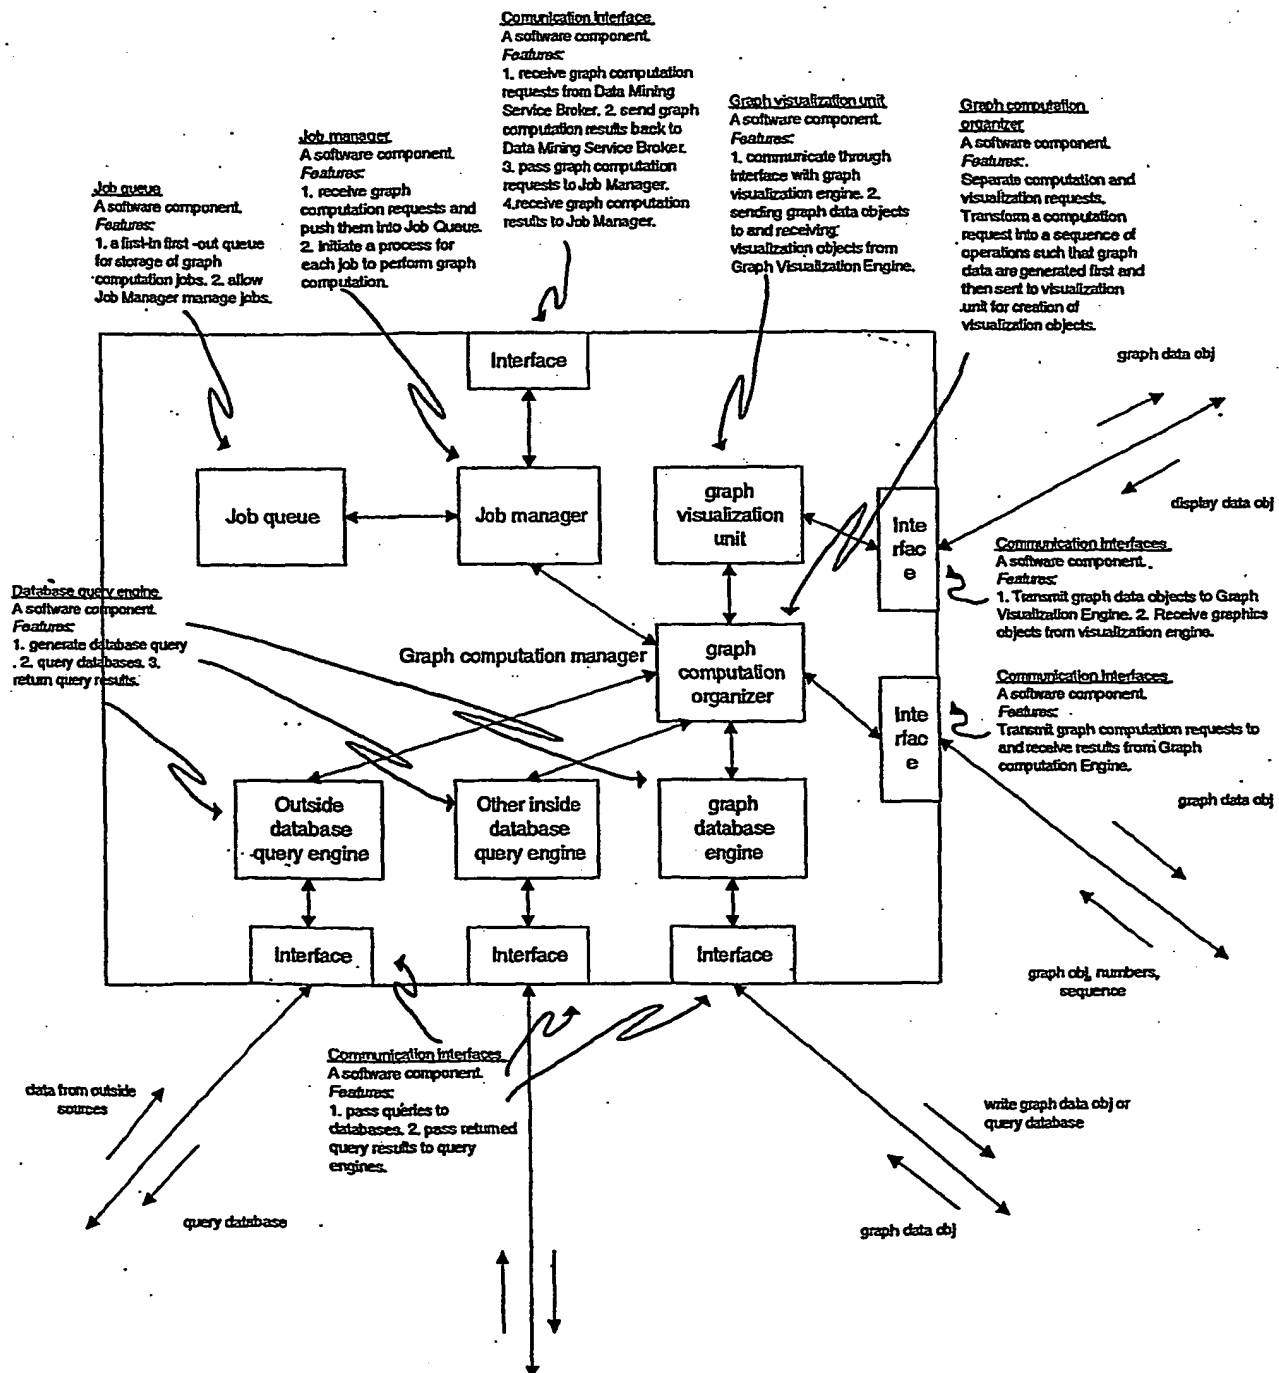 Comunication Interface
A software component.
Features:
1. receive graph computation
requests from Data Mining
Service Broker. 2. send graph
computation results back to
Data Mining Service Broker.
3. pass graph computation
requests to Job Manager.
4.receive graph computation
results to Job Manager.
Graph visualization unit
A software component.
Features:
1. communicate through
interface with graph
visualization engine. 2.
sending graph data objects
to and receiving
visualization objects from
Graph Visualization Engine.
Graph computation
organizer
A software component.
Features:
Separate computation and
visualization requests.
Transform a computation
request into a sequence of
operations such that graph
data are generated first and
then sent to visualization
unit for creation of
visualization objects.
Job manager
A software component.
Features:
1. receive graph
computation requests and
push them into Job Queue.
2. initiate a process for
each job to perform graph
computation.
Job queue
A software component.
Features:
1. a first-in first -out queue
for storage of graph
computation jobs. 2. allow
Job Manager manage jobs.
Interface
graph data obj
Job queue
Job manager
graph
visualization
unit
Inte
rfac
e
display data obj
Communication Interfaces
A software component.
Features:
1. Transmit graph data objects to Graph
Visualization Engine. 2. Receive graphics
objects from visualization engine.
Database query engine
A software component.
Features:
1. generate database query
. 2. query databases. 3.
return query results.
Graph computation manager
graph
computation
organizer
Inte
rfac
e
Communication Interfaces
A software component.
Features:
Transmit graph computation requests to
and receive results from Graph
computation Engine.
graph data obj
Outside
database
query engine
Other inside
database
query engine
graph
database
engine
Interface
Interface
Interface
graph obj, numbers,
sequence
Communication Interfaces
A software component.
Features:
1. pass queries to
databases. 2. pass returned
query results to query
engines.
data from outside
sources
query database
write graph data obj or
query database
graph data obj